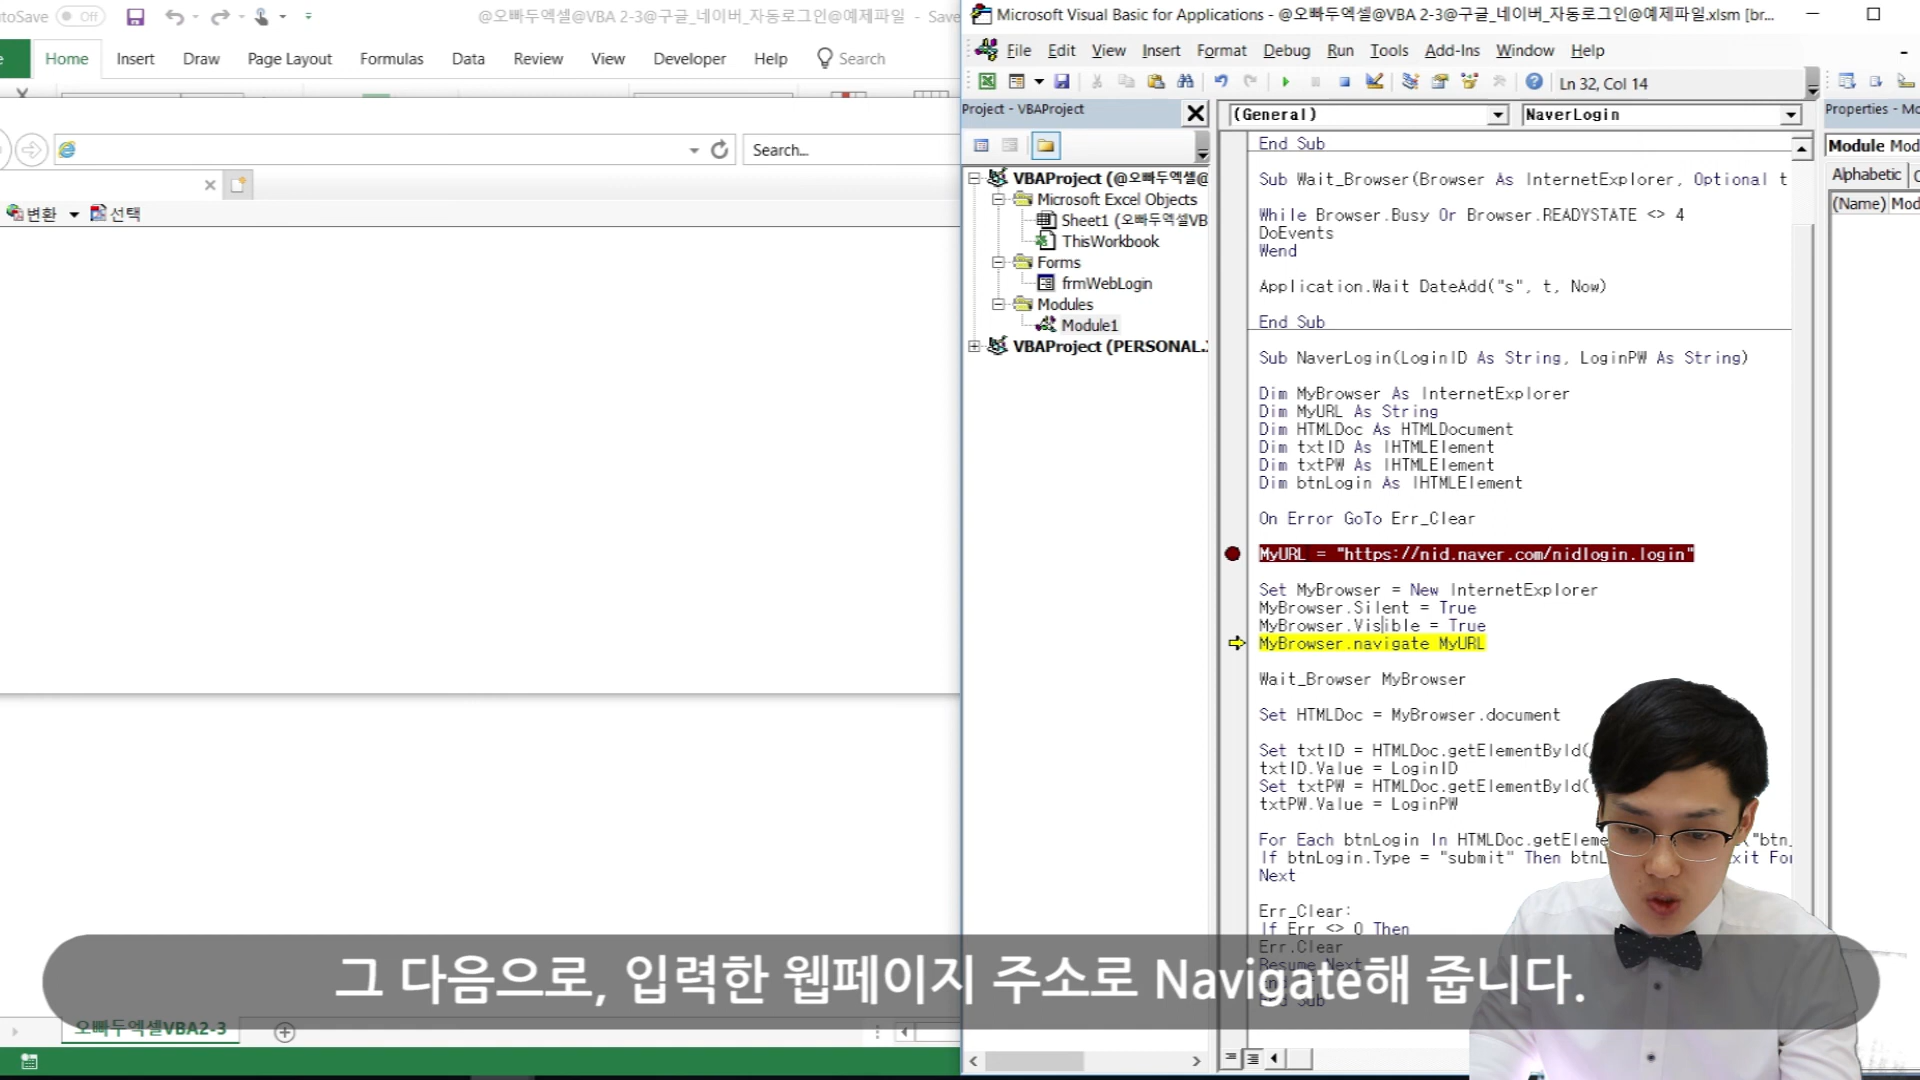 toSave Off
@오빠두엑셀@VBA 2-3@구글_네이버_자동로그인@예제파일 - Save
Home Insert Draw Page Layout Formulas Data Review View Developer Help Search
Search...
변환 선택
오빠두엑셀VBA2-3
Microsoft Visual Basic for Applications - @오빠두엑셀@VBA 2-3@구글_네이버_자동로그인@예제파일.xlsm [br...
File Edit View Insert Format Debug Run Tools Add-Ins Window Help
Ln 32, Col 14
Project - VBAProject
VBAProject (@오빠두엑셀@
Microsoft Excel Objects
Sheet1 (오빠두엑셀VB
ThisWorkbook
Forms
frmWebLogin
Modules
Module1
VBAProject (PERSONAL.
(General) NaverLogin
End Sub
Sub Wait_Browser(Browser As InternetExplorer, Optional t
While Browser.Busy Or Browser.READYSTATE <> 4
DoEvents
Wend
Application.Wait DateAdd("s", t, Now)
End Sub
Sub NaverLogin(LoginID As String, LoginPW As String)
Dim MyBrowser As InternetExplorer
Dim MyURL As String
Dim HTMLDoc As HTMLDocument
Dim txtID As IHTMLElement
Dim txtPW As IHTMLElement
Dim btnLogin As IHTMLElement
On Error GoTo Err_Clear
MyURL = "https://nid.naver.com/nidlogin.login"
Set MyBrowser = New InternetExplorer
MyBrowser.Silent = True
MyBrowser.Visible = True
MyBrowser.navigate MyURL
Wait_Browser MyBrowser
Set HTMLDoc = MyBrowser.document
Set txtID = HTMLDoc.getElementById(
txtID.Value = LoginID
Set txtPW = HTMLDoc.getElementById(
txtPW.Value = LoginPW
For Each btnLogin In HTMLDoc.getEleme "btn_
If btnLogin.Type = "submit" Then btnL xit For
Next
Err_Clear:
If Err <> 0 Then
Err.Clear
Resume Next
End Sub
Properties - Mo
Module Mod
Alphabetic C
(Name) Mod
그 다음으로, 입력한 웹페이지 주소로 Navigate해 줍니다.